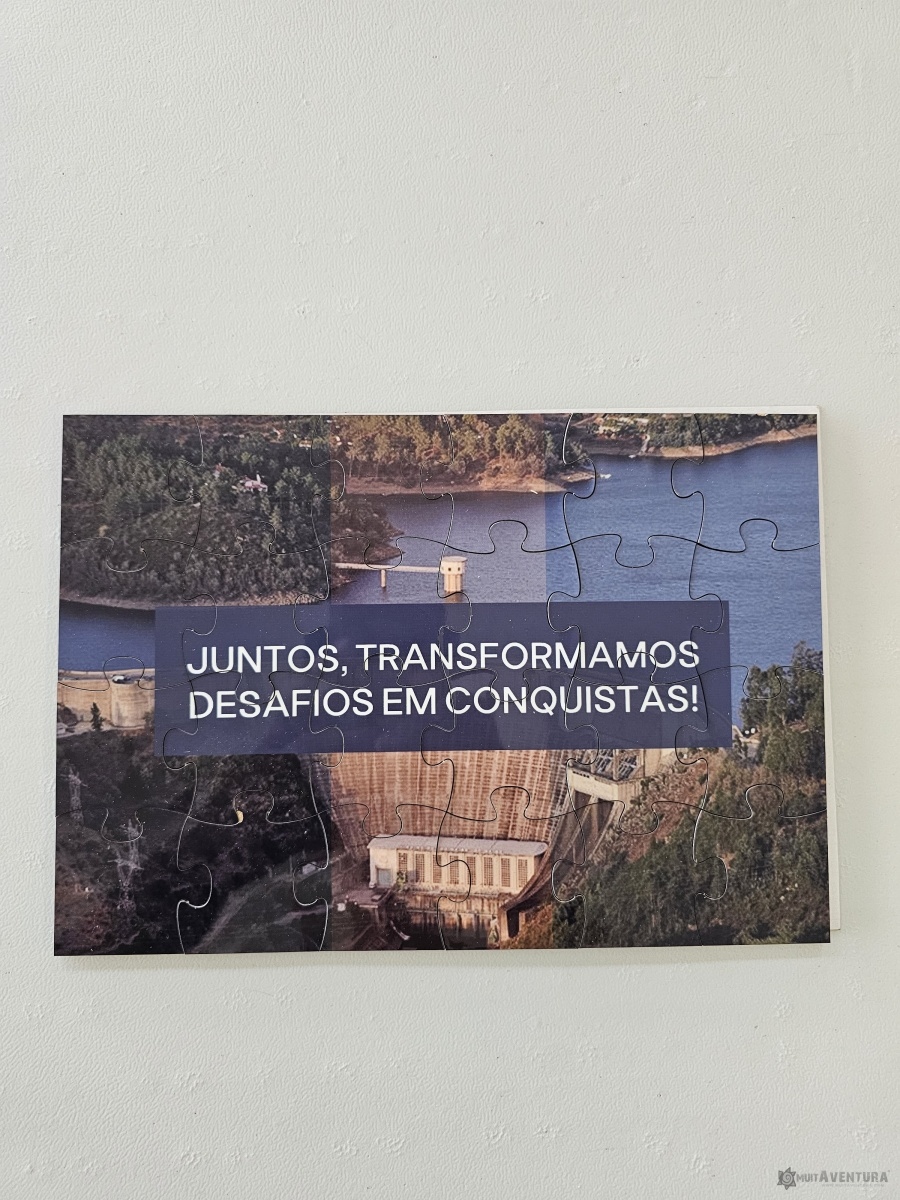 JUNTOS, TRANSFORMAMOS
DESAFIOS EM CONQUISTAS!
MUITAVENTURA